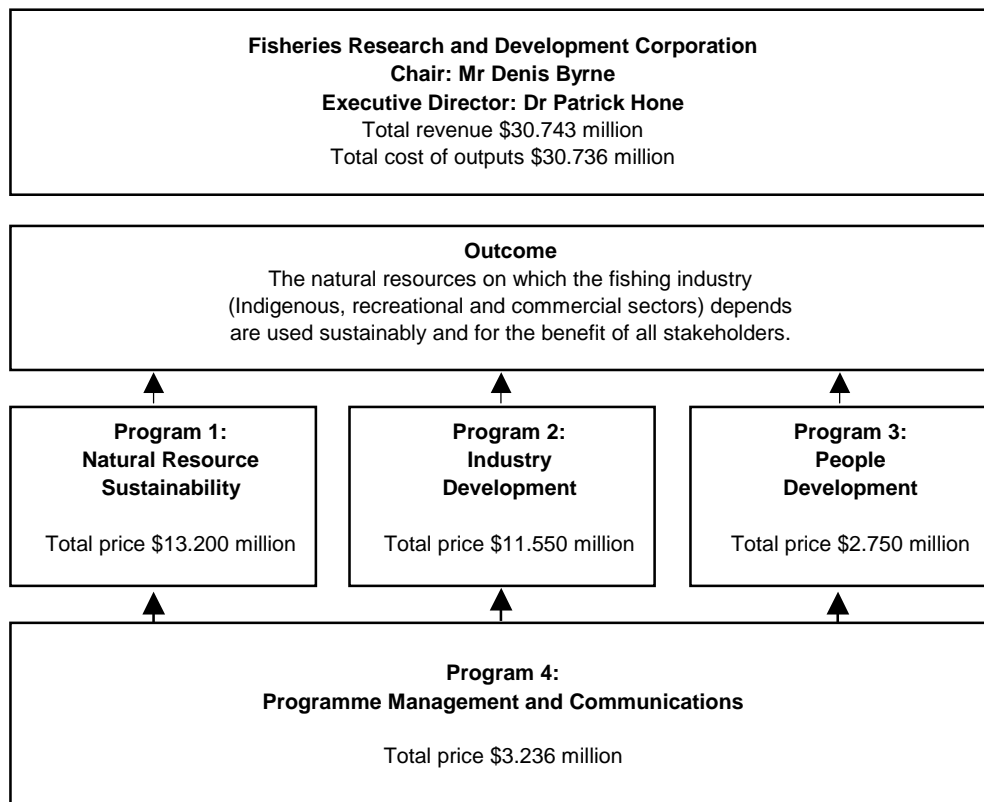 Fisheries Research and Development Corporation
Chair: Mr Denis Byrne
Executive Director: Dr Patrick Hone
Total revenue $30.743 million
Total cost of outputs $30.736 million
Outcome
The natural resources on which the fishing industry
(Indigenous, recreational and commercial sectors) depends
are used sustainably and for the benefit of all stakeholders.
Program 1:
Natural Resource
Sustainability
Total price $13.200 million
Program 2:
Industry
Development
Total price $11.550 million
Program 3:
People
Development
Total price $2.750 million
Program 4:
Programme Management and Communications
Total price $3.236 million